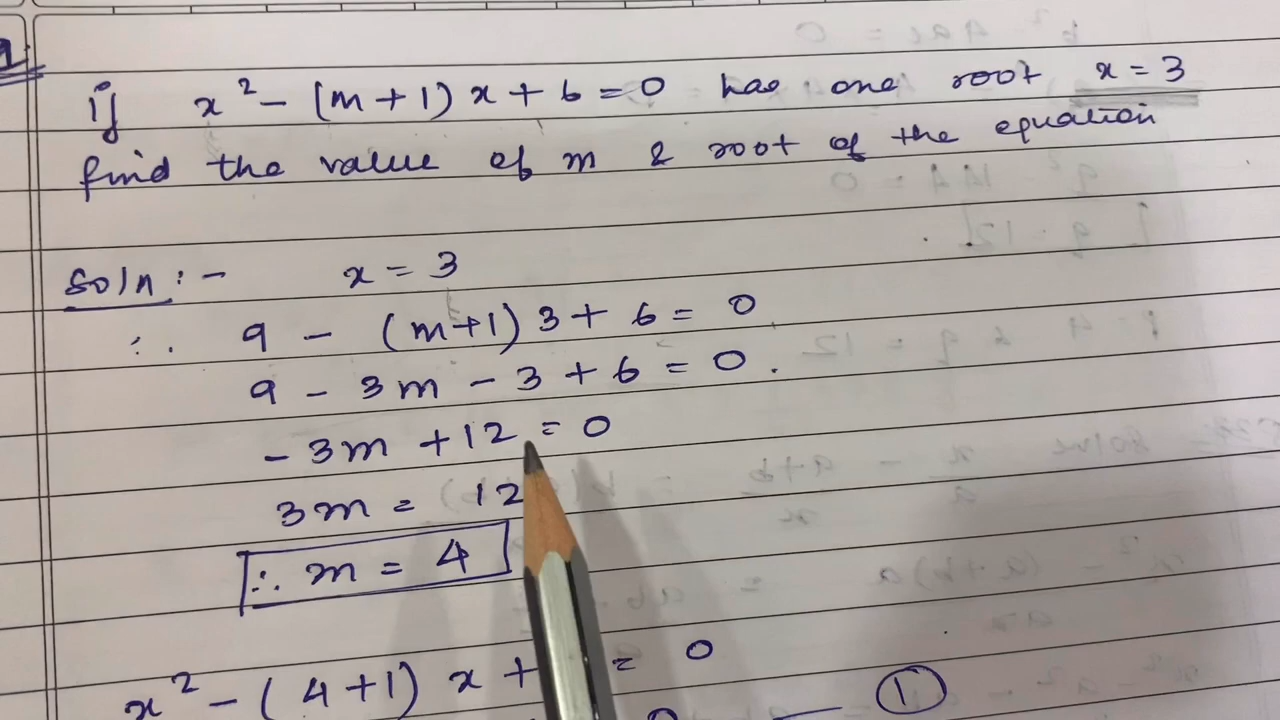 If x² - (m+1)x + 6 = 0 has one root x = 3
find the value of m & root of the equation
Soln :- x = 3
∴ 9 - (m+1) 3 + 6 = 0
9 - 3m - 3 + 6 = 0.
- 3m + 12 = 0
3m = 12
∴ m = 4
x² - (4+1) x + = 0
0 — 1